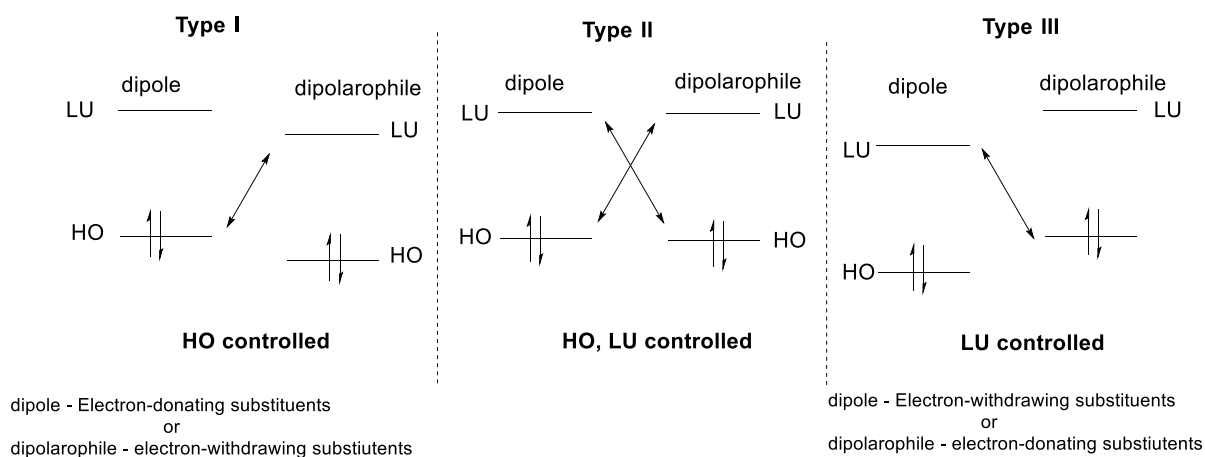 Type I
dipole
dipolarophile
LU
LU
HO
HO
HO controlled
dipole - Electron-donating substituents
or
dipolarophile - electron-withdrawing substiutents
Type II
dipole
dipolarophile
LU
LU
HO
HO
HO, LU controlled
Type III
dipole
dipolarophile
LU
LU
HO
LU controlled
dipole - Electron-withdrawing substituents
or
dipolarophile - electron-donating substiutents